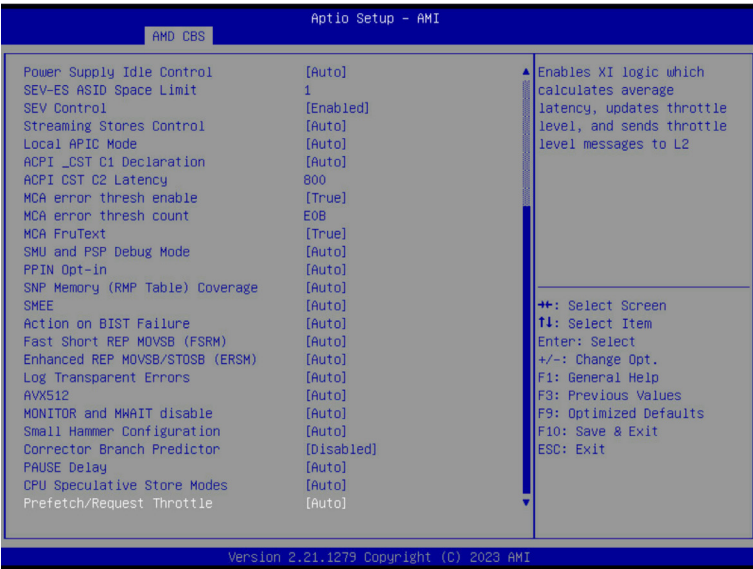 Aptio Setup - AMI
AMD CBS
Power Supply Idle Control [Auto]
SEV-ES ASID Space Limit 1
SEV Control [Enabled]
Streaming Stores Control [Auto]
Local APIC Mode [Auto]
ACPI _CST C1 Declaration [Auto]
ACPI CST C2 Latency 800
MCA error thresh enable [True]
MCA error thresh count E0B
MCA FruText [True]
SMU and PSP Debug Mode [Auto]
PPIN Opt-in [Auto]
SNP Memory (RMP Table) Coverage [Auto]
SMEE [Auto]
Action on BIST Failure [Auto]
Fast Short REP MOVSB (FSRM) [Auto]
Enhanced REP MOVSB/STOSB (ERSM) [Auto]
Log Transparent Errors [Auto]
AVX512 [Auto]
MONITOR and MWAIT disable [Auto]
Small Hammer Configuration [Auto]
Corrector Branch Predictor [Disabled]
PAUSE Delay [Auto]
CPU Speculative Store Modes [Auto]
Prefetch/Request Throttle [Auto]
Enables XI logic which
calculates average
latency, updates throttle
level, and sends throttle
level messages to L2
→←: Select Screen
↑↓: Select Item
Enter: Select
+/-: Change Opt.
F1: General Help
F3: Previous Values
F9: Optimized Defaults
F10: Save & Exit
ESC: Exit
Version 2.21.1279 Copyright (C) 2023 AMI